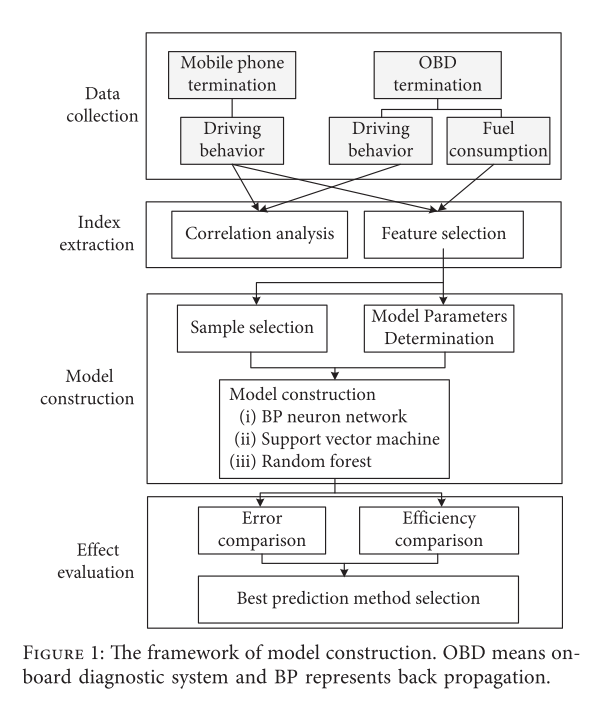 Data
collection
Mobile phone
termination
OBD
termination
Driving
behavior
Driving
behavior
Fuel
consumption
Index
extraction
Correlation analysis
Feature selection
Model
construction
Sample selection
Model Parameters
Determination
Model construction
(i) BP neuron network
(ii) Support vector machine
(iii) Random forest
Effect
evaluation
Error
comparison
Efficiency
comparison
Best prediction method selection
Figure 1: The framework of model construction. OBD means on-
board diagnostic system and BP represents back propagation.